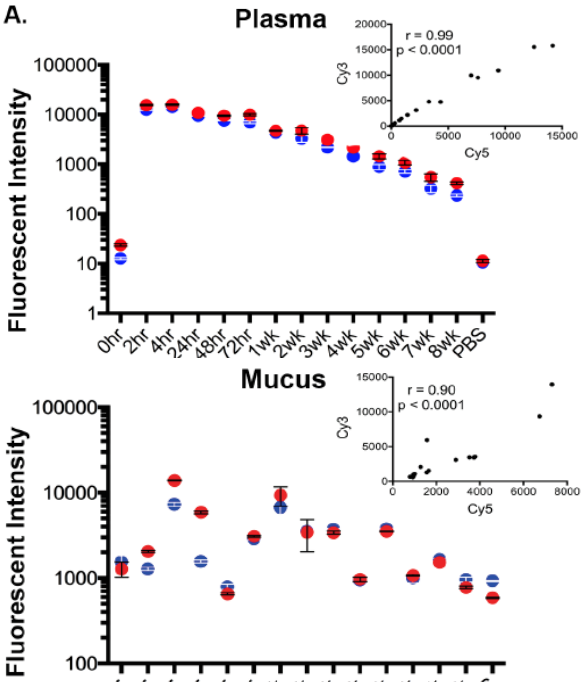 A.
Plasma
Fluorescent Intensity
100000
10000
1000
100
10
1
0hr
2hr
4hr
24hr
48hr
72hr
1wk
2wk
3wk
4wk
5wk
6wk
7wk
8wk
PBS
r = 0.99
p < 0.0001
Cy3
20000
15000
10000
5000
0
0
5000
10000
15000
Cy5
Mucus
Fluorescent Intensity
100000
10000
1000
100
r = 0.90
p < 0.0001
Cy3
15000
10000
5000
0
0
2000
4000
6000
8000
Cy5